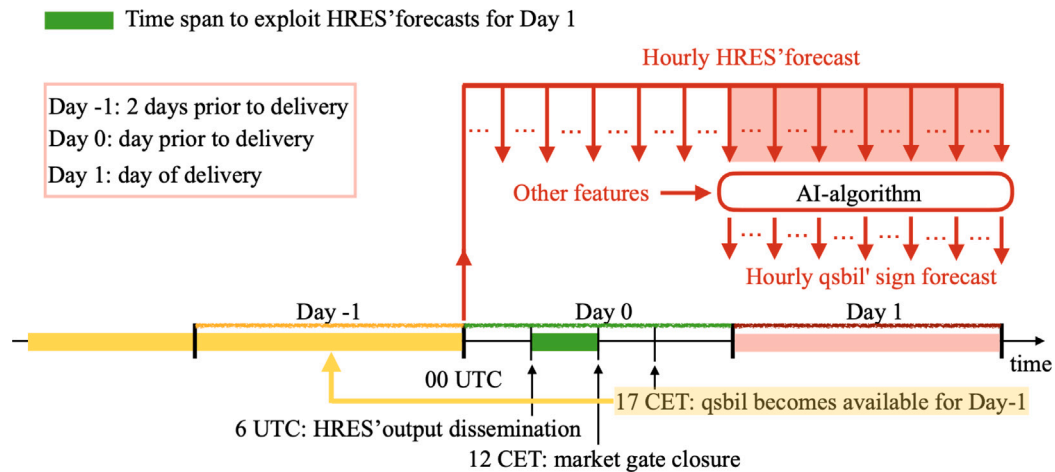 Time span to exploit HRES'forecasts for Day 1
Hourly HRES'forecast
Day -1: 2 days prior to delivery
Day 0: day prior to delivery
Day 1: day of delivery
... ... ... ... ... ... ... ... ... ... ... ...
Other features
AI-algorithm
... ... ... ... ... ...
Hourly qsbil' sign forecast
Day -1
Day 0
Day 1
time
00 UTC
17 CET: qsbil becomes available for Day-1
6 UTC: HRES'output dissemination
12 CET: market gate closure